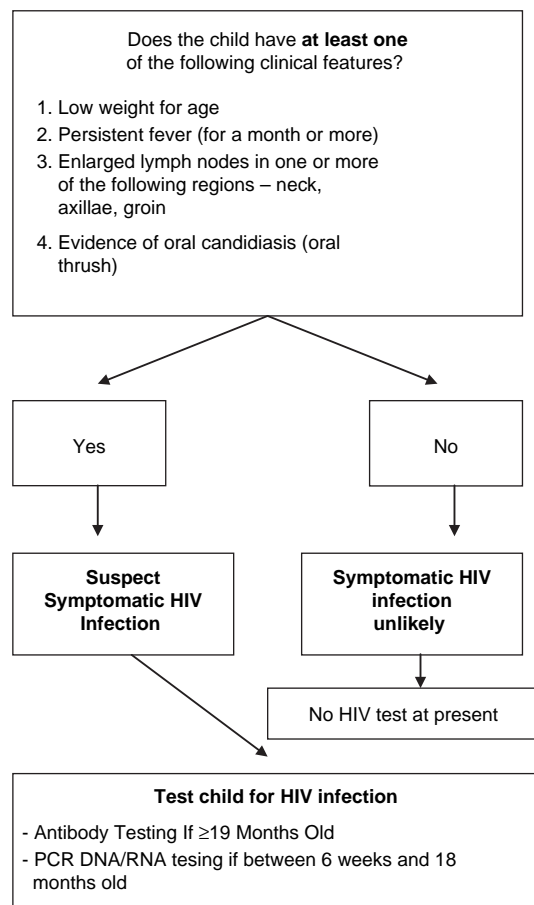 Does the child have at least one
of the following clinical features?
1. Low weight for age
2. Persistent fever (for a month or more)
3. Enlarged lymph nodes in one or more
of the following regions – neck,
axillae, groin
4. Evidence of oral candidiasis (oral
thrush)
Yes
No
Suspect
Symptomatic HIV
Infection
Symptomatic HIV
infection
unlikely
No HIV test at present
Test child for HIV infection
- Antibody Testing If ≥19 Months Old
- PCR DNA/RNA tesing if between 6 weeks and 18
months old